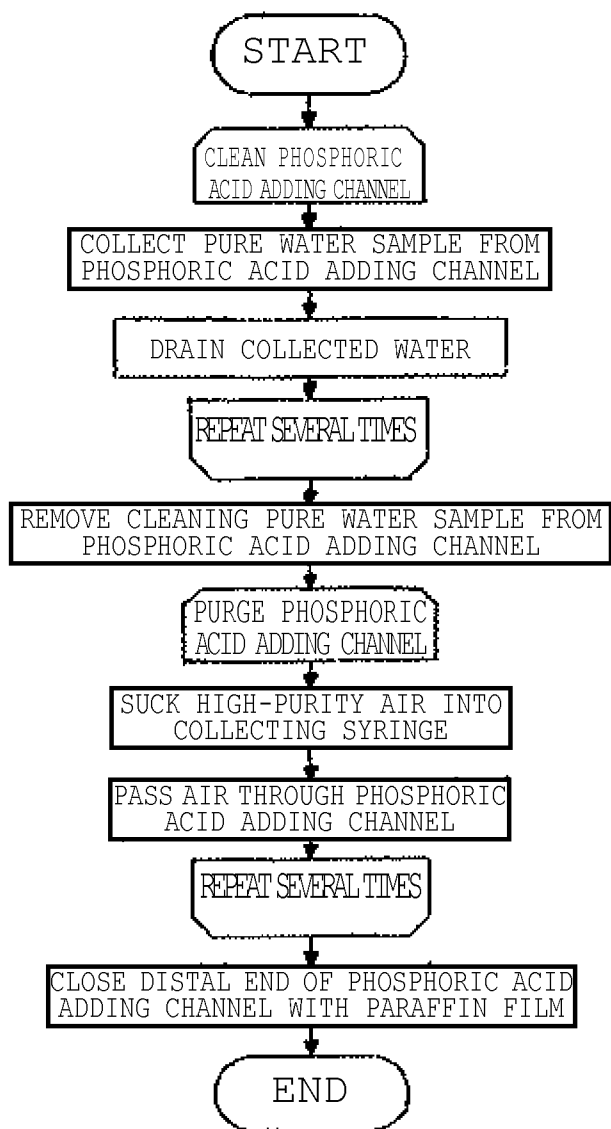 START
CLEAN PHOSPHORIC
ACID ADDING CHANNEL
COLLECT PURE WATER SAMPLE FROM
PHOSPHORIC ACID ADDING CHANNEL
DRAIN COLLECTED WATER
REPEAT SEVERAL TIMES
REMOVE CLEANING PURE WATER SAMPLE FROM
PHOSPHORIC ACID ADDING CHANNEL
PURGE PHOSPHORIC
ACID ADDING CHANNEL
SUCK HIGH-PURITY AIR INTO
COLLECTING SYRINGE
PASS AIR THROUGH PHOSPHORIC
ACID ADDING CHANNEL
REPEAT SEVERAL TIMES
CLOSE DISTAL END OF PHOSPHORIC ACID
ADDING CHANNEL WITH PARAFFIN FILM
END